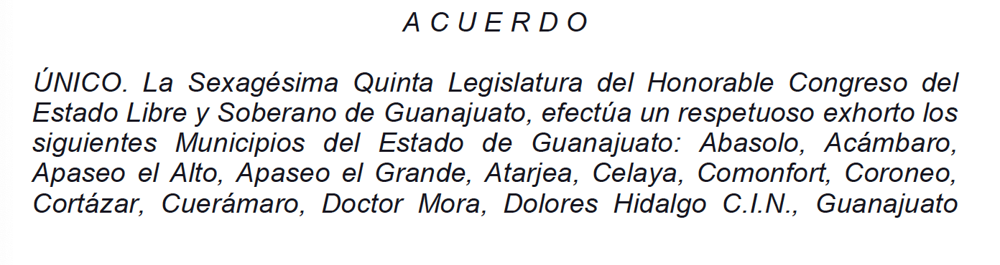 A C U E R D O
ÚNICO. La Sexagésima Quinta Legislatura del Honorable Congreso del
Estado Libre y Soberano de Guanajuato, efectúa un respetuoso exhorto los
siguientes Municipios del Estado de Guanajuato: Abasolo, Acámbaro,
Apaseo el Alto, Apaseo el Grande, Atarjea, Celaya, Comonfort, Coroneo,
Cortázar, Cuerámaro, Doctor Mora, Dolores Hidalgo C.I.N., Guanajuato